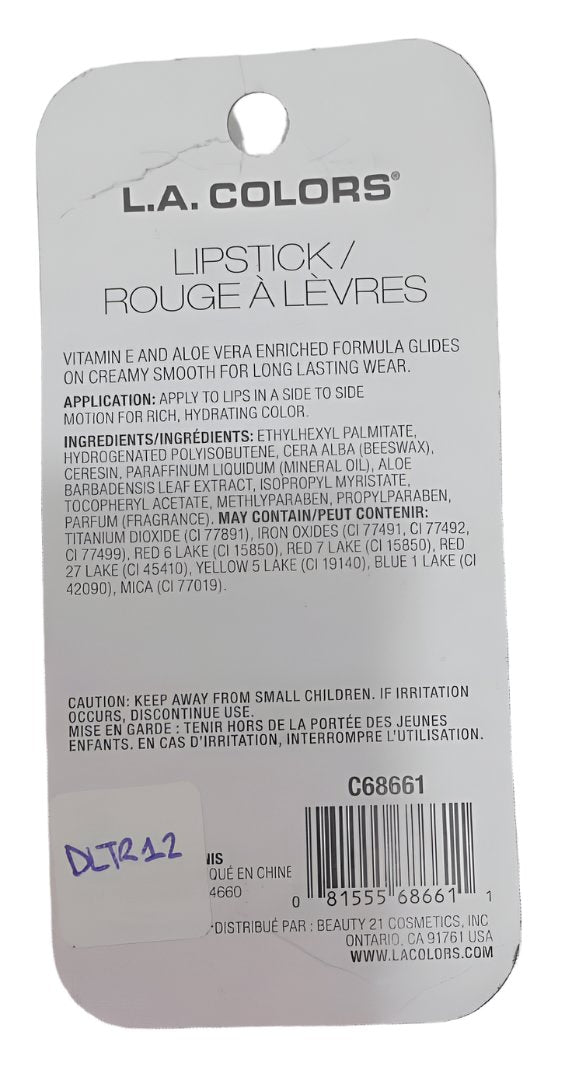 L.A. COLORS®
LIPSTICK /
ROUGE À LÈVRES
VITAMIN E AND ALOE VERA ENRICHED FORMULA GLIDES
ON CREAMY SMOOTH FOR LONG LASTING WEAR.
APPLICATION: APPLY TO LIPS IN A SIDE TO SIDE
MOTION FOR RICH, HYDRATING COLOR.
INGREDIENTS/INGRÉDIENTS: ETHYLHEXYL PALMITATE,
HYDROGENATED POLYISOBUTENE, CERA ALBA (BEESWAX),
CERESIN, PARAFFINUM LIQUIDUM (MINERAL OIL), ALOE
BARBADENSIS LEAF EXTRACT, ISOPROPYL MYRISTATE,
TOCOPHERYL ACETATE, METHLYPARABEN, PROPYLPARABEN,
PARFUM (FRAGRANCE). MAY CONTAIN/PEUT CONTENIR:
TITANIUM DIOXIDE (CI 77891), IRON OXIDES (CI 77491, CI 77492,
CI 77499), RED 6 LAKE (CI 15850), RED 7 LAKE (CI 15850), RED
27 LAKE (CI 45410), YELLOW 5 LAKE (CI 19140), BLUE 1 LAKE (CI
42090), MICA (CI 77019).
CAUTION: KEEP AWAY FROM SMALL CHILDREN. IF IRRITATION
OCCURS, DISCONTINUE USE.
MISE EN GARDE : TENIR HORS DE LA PORTÉE DES JEUNES
ENFANTS. EN CAS D'IRRITATION, INTERROMPRE L'UTILISATION.
C68661
DLTR12
NIS
QUÉ EN CHINE
4660
0 81555 68661 1
DISTRIBUÉ PAR : BEAUTY 21 COSMETICS, INC
ONTARIO, CA 91761 USA
WWW.LACOLORS.COM